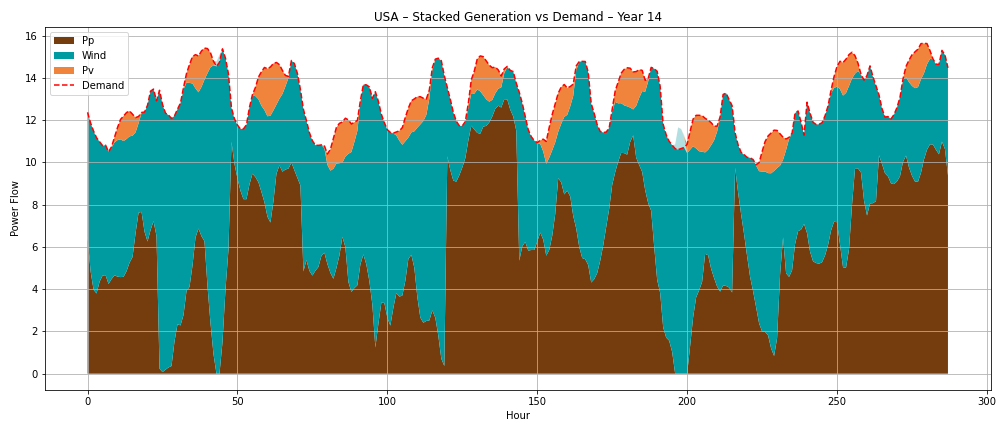 USA – Stacked Generation vs Demand – Year 14
Pp
Wind
Pv
Demand
Power Flow
16
14
12
10
8
6
4
2
0
0 50 100 150 200 250 300
Hour